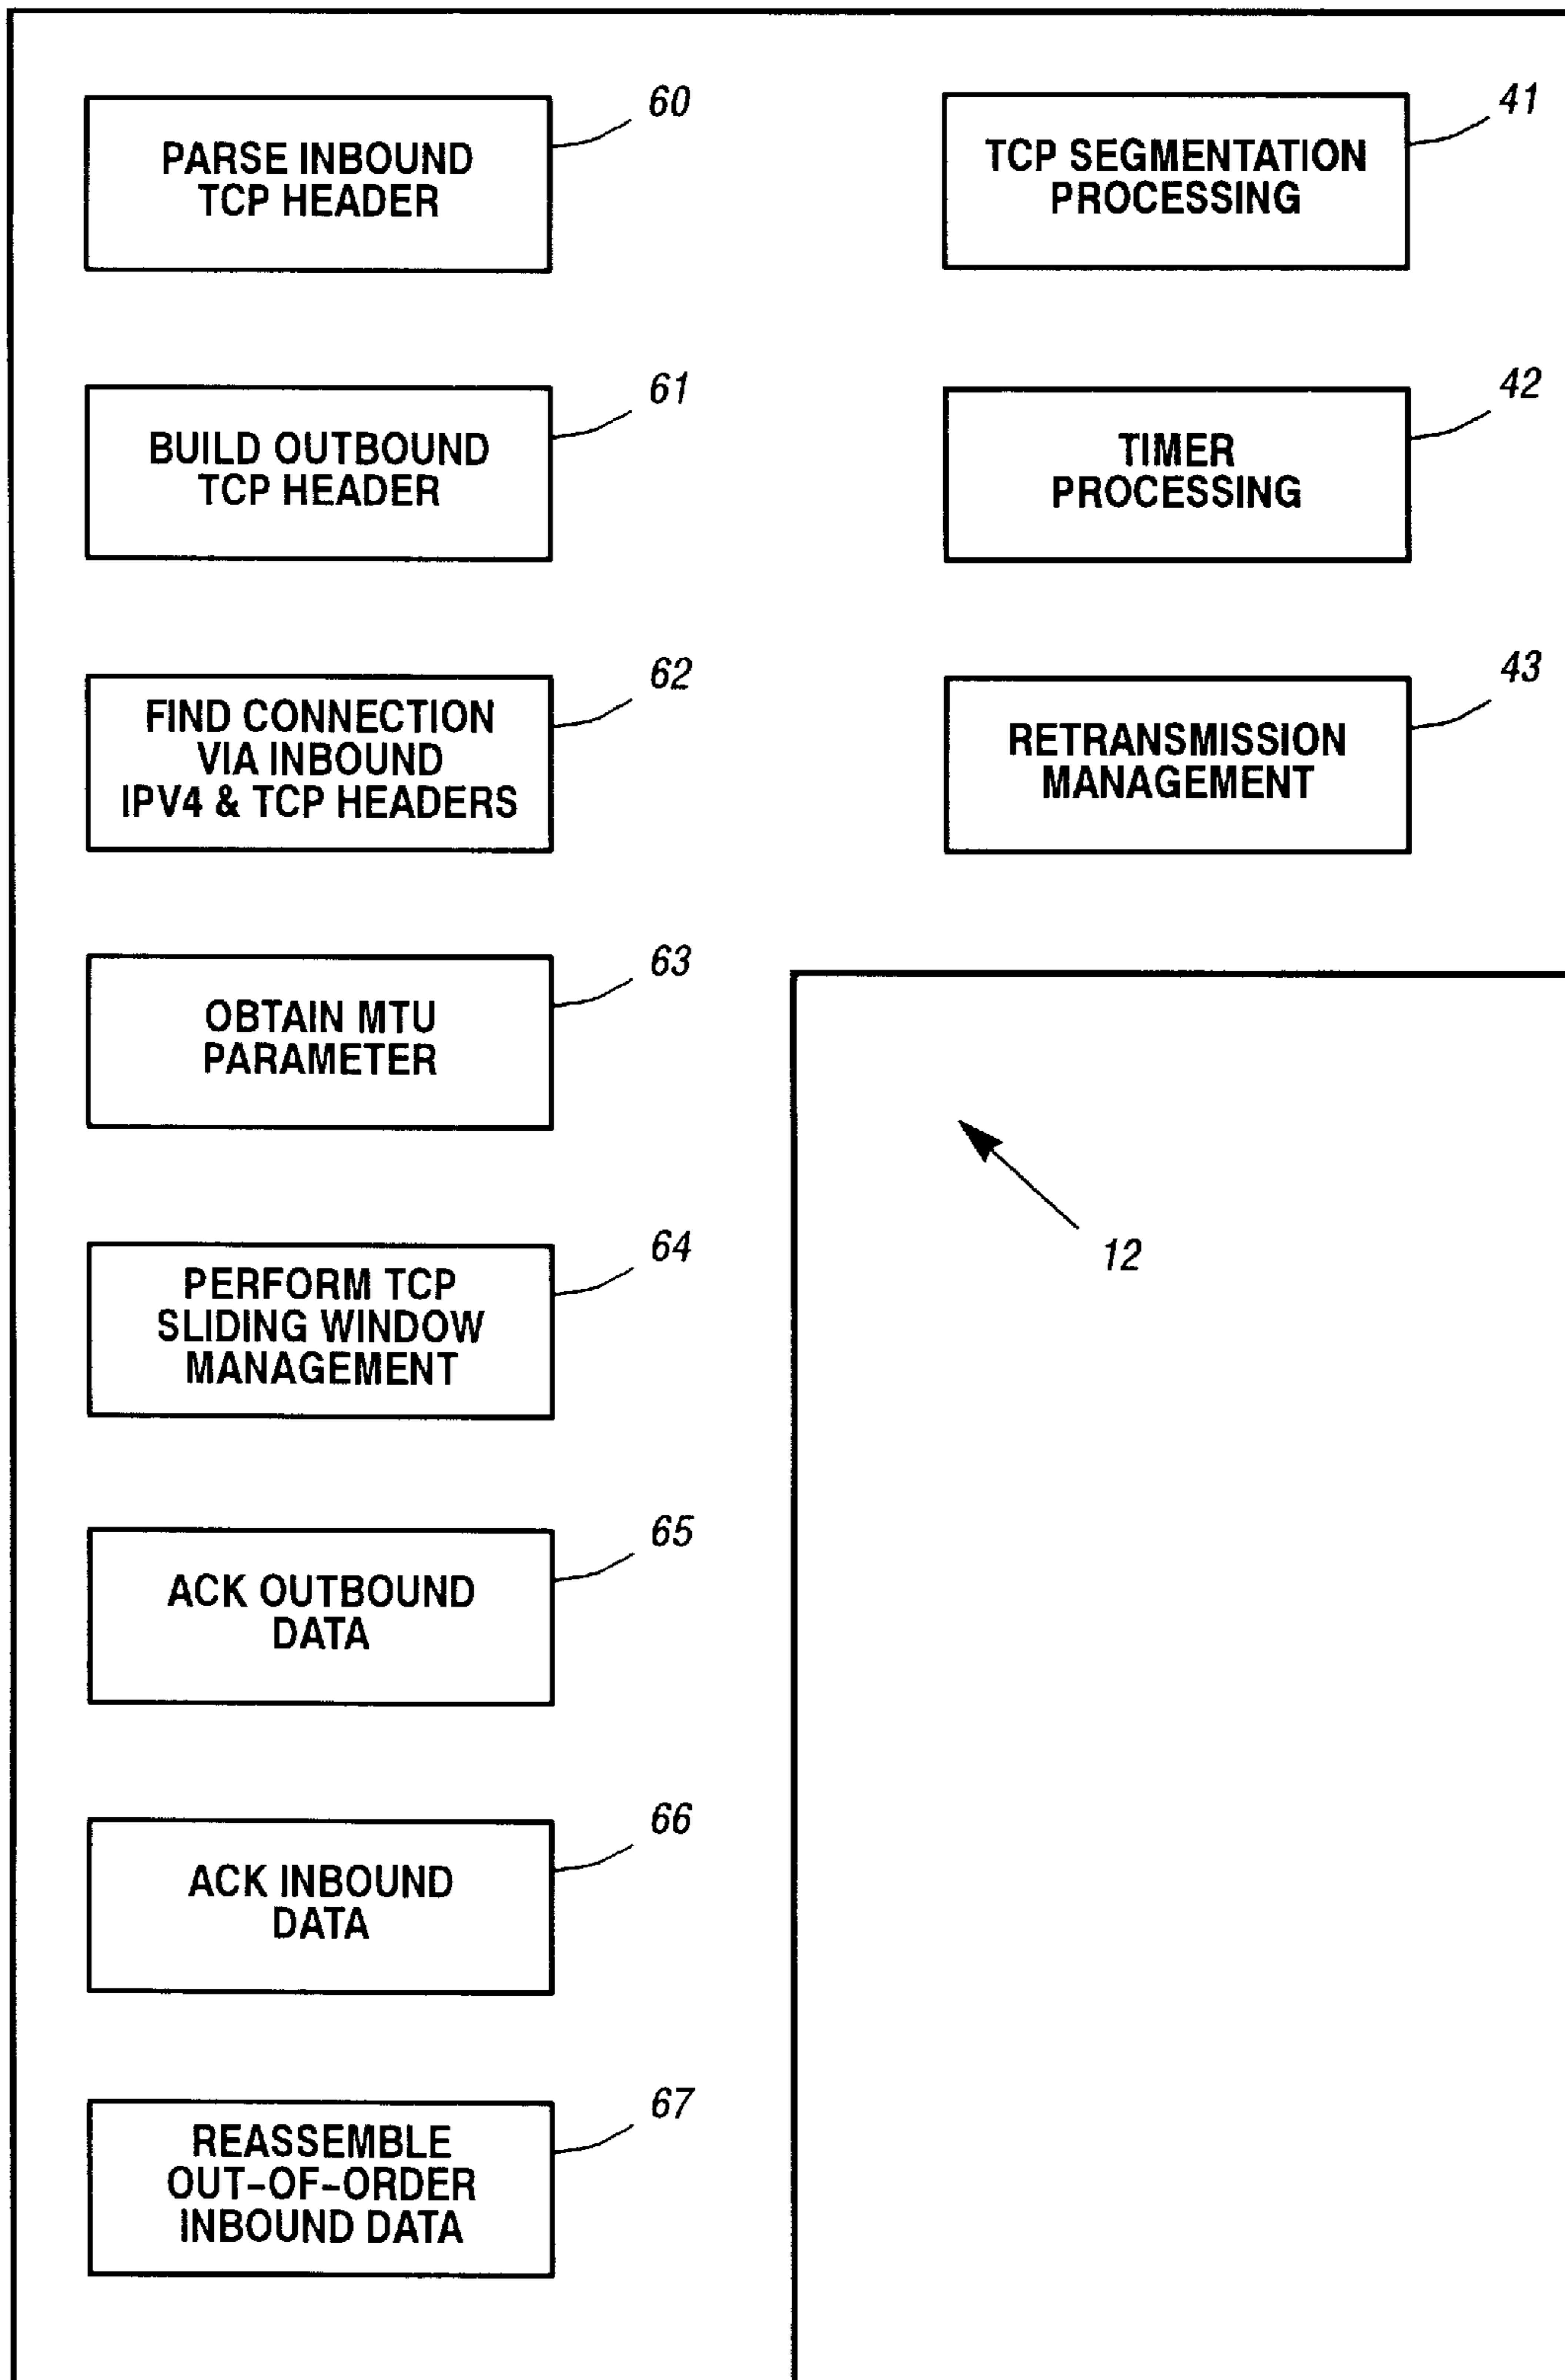 PARSE INBOUND
TCP HEADER
60
BUILD OUTBOUND
TCP HEADER
61
FIND CONNECTION
VIA INBOUND
IPV4 & TCP HEADERS
62
OBTAIN MTU
PARAMETER
63
PERFORM TCP
SLIDING WINDOW
MANAGEMENT
64
ACK OUTBOUND
DATA
65
ACK INBOUND
DATA
66
REASSEMBLE
OUT-OF-ORDER
INBOUND DATA
67
TCP SEGMENTATION
PROCESSING
41
TIMER
PROCESSING
42
RETRANSMISSION
MANAGEMENT
43
12